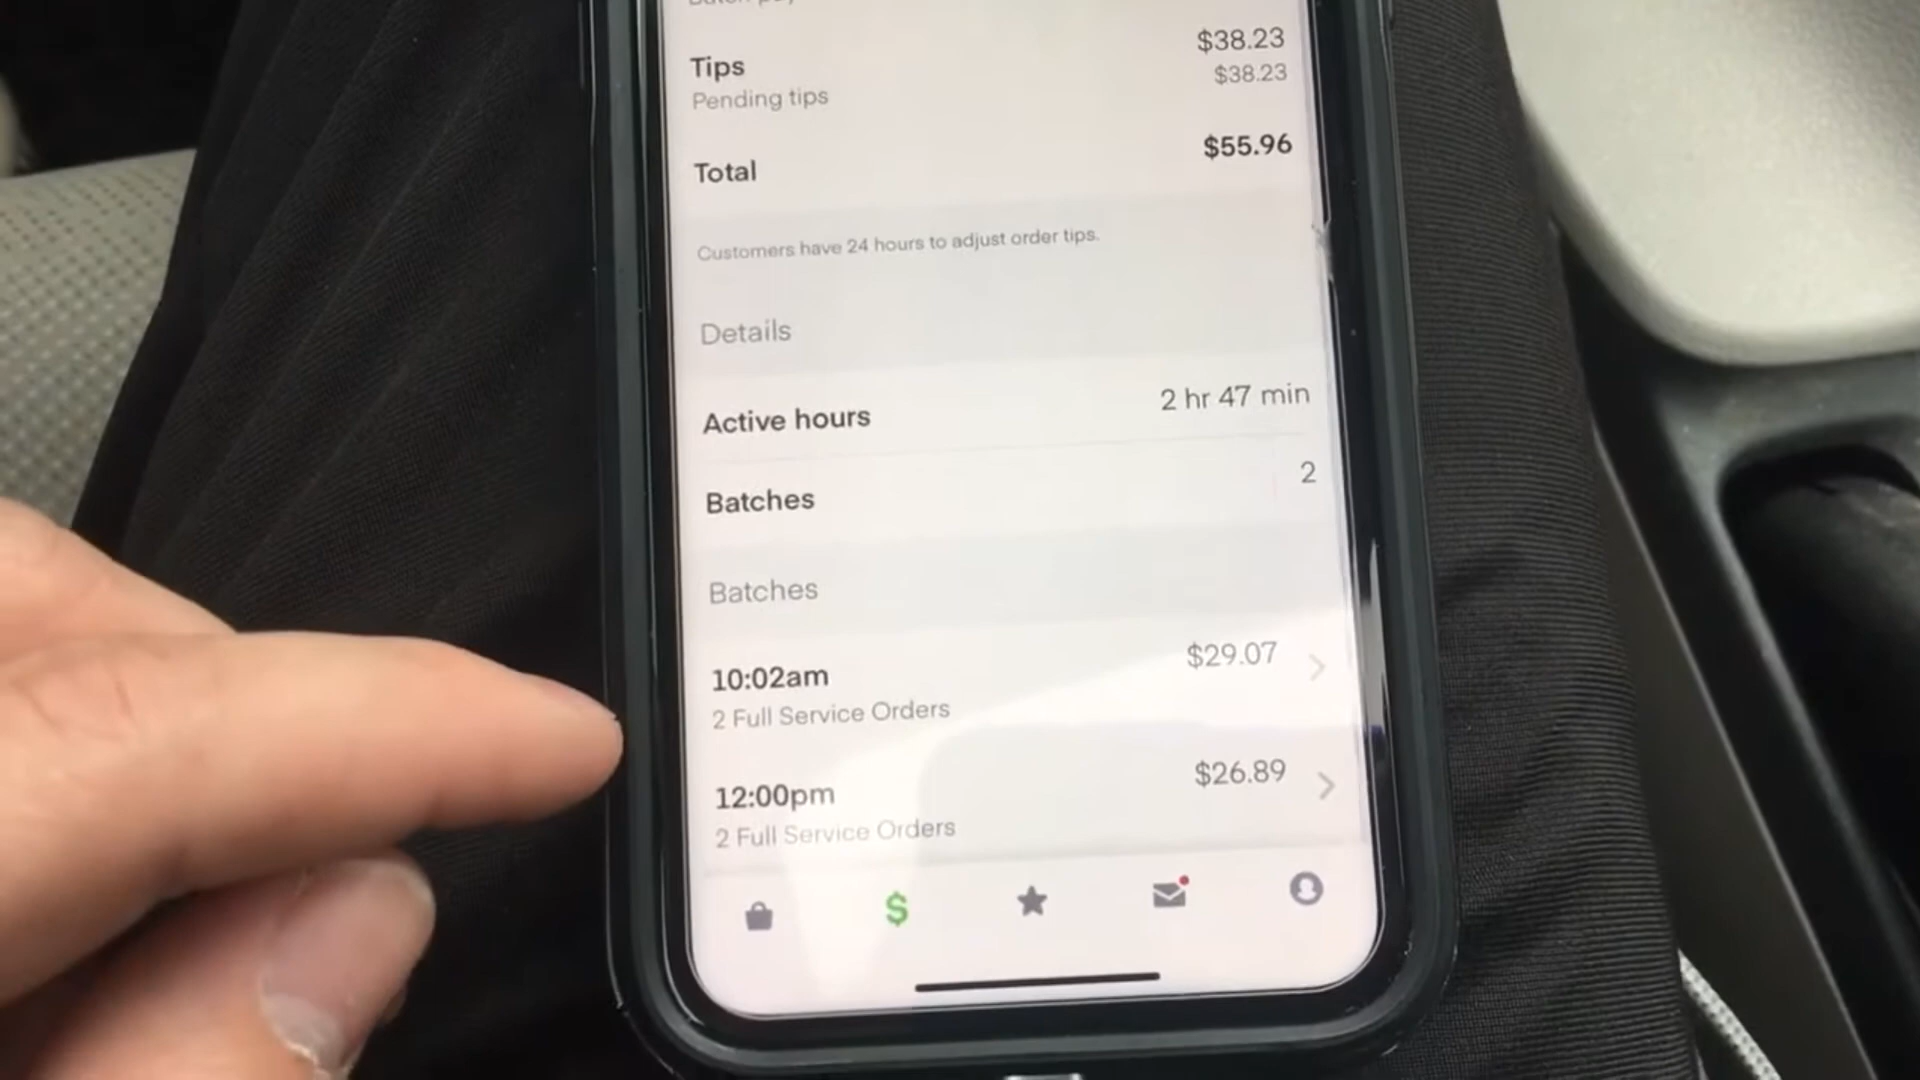 Tips $38.23
Pending tips $38.23
Total $55.96
Customers have 24 hours to adjust order tips.
Details
Active hours 2 hr 47 min
Batches 2
Batches
10:02am $29.07
2 Full Service Orders
12:00pm $26.89
2 Full Service Orders
$